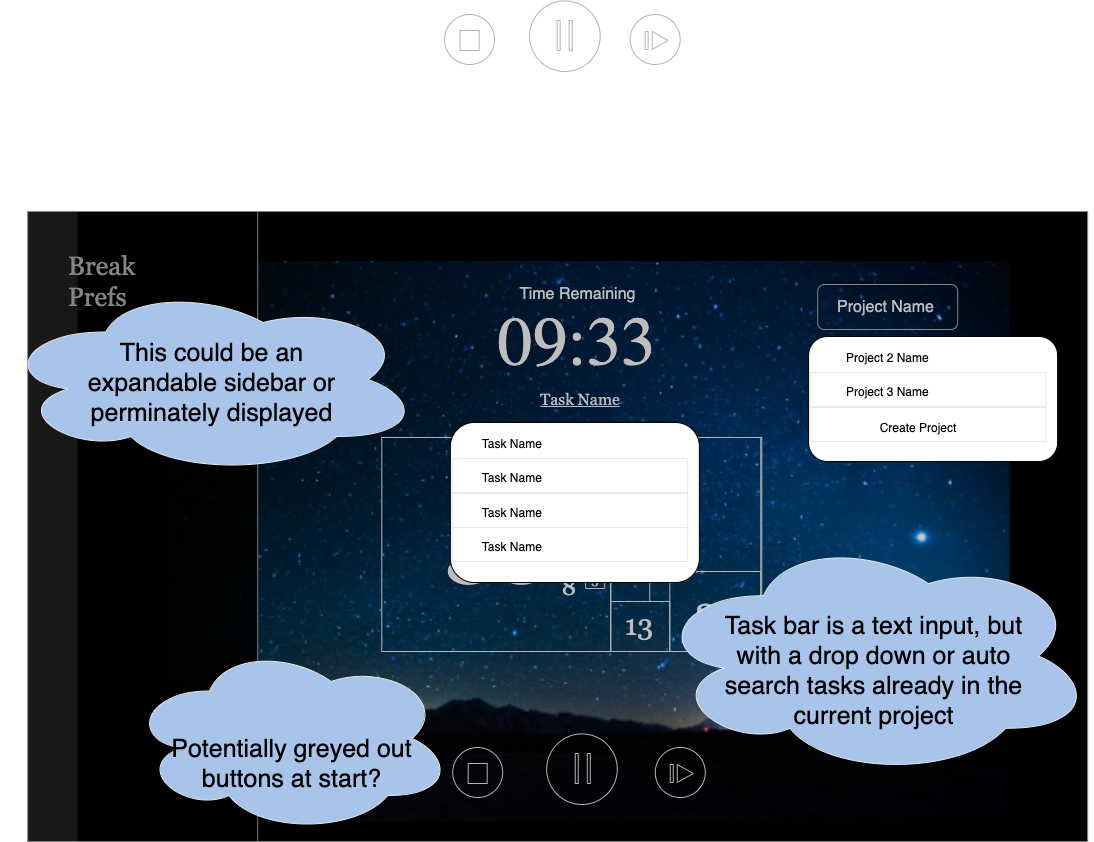 Break
Prefs
This could be an
expandable sidebar or
perminately displayed
Time Remaining
09:33
Task Name
Project Name
Project 2 Name
Project 3 Name
Create Project
Task Name
Task Name
Task Name
Task Name
8
13
Task bar is a text input, but
with a drop down or auto
search tasks already in the
current project
Potentially greyed out
buttons at start?